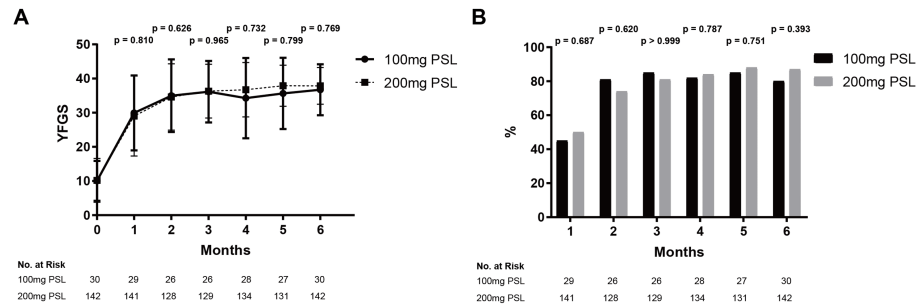 A
p = 0.626 p = 0.732 p = 0.769
p = 0.810 p = 0.965 p = 0.799
50
40
30
20
10
0
YFGS
0 1 2 3 4 5 6
Months
100mg PSL
200mg PSL
No. at Risk
100mg PSL 30 29 26 26 28 27 30
200mg PSL 142 141 128 129 134 131 142
B
p = 0.620 p = 0.787 p = 0.393
p = 0.687 p > 0.999 p = 0.751
100
80
60
40
20
0
%
1 2 3 4 5 6
Months
100mg PSL
200mg PSL
No. at Risk
100mg PSL 29 26 26 28 27 30
200mg PSL 141 128 129 134 131 142